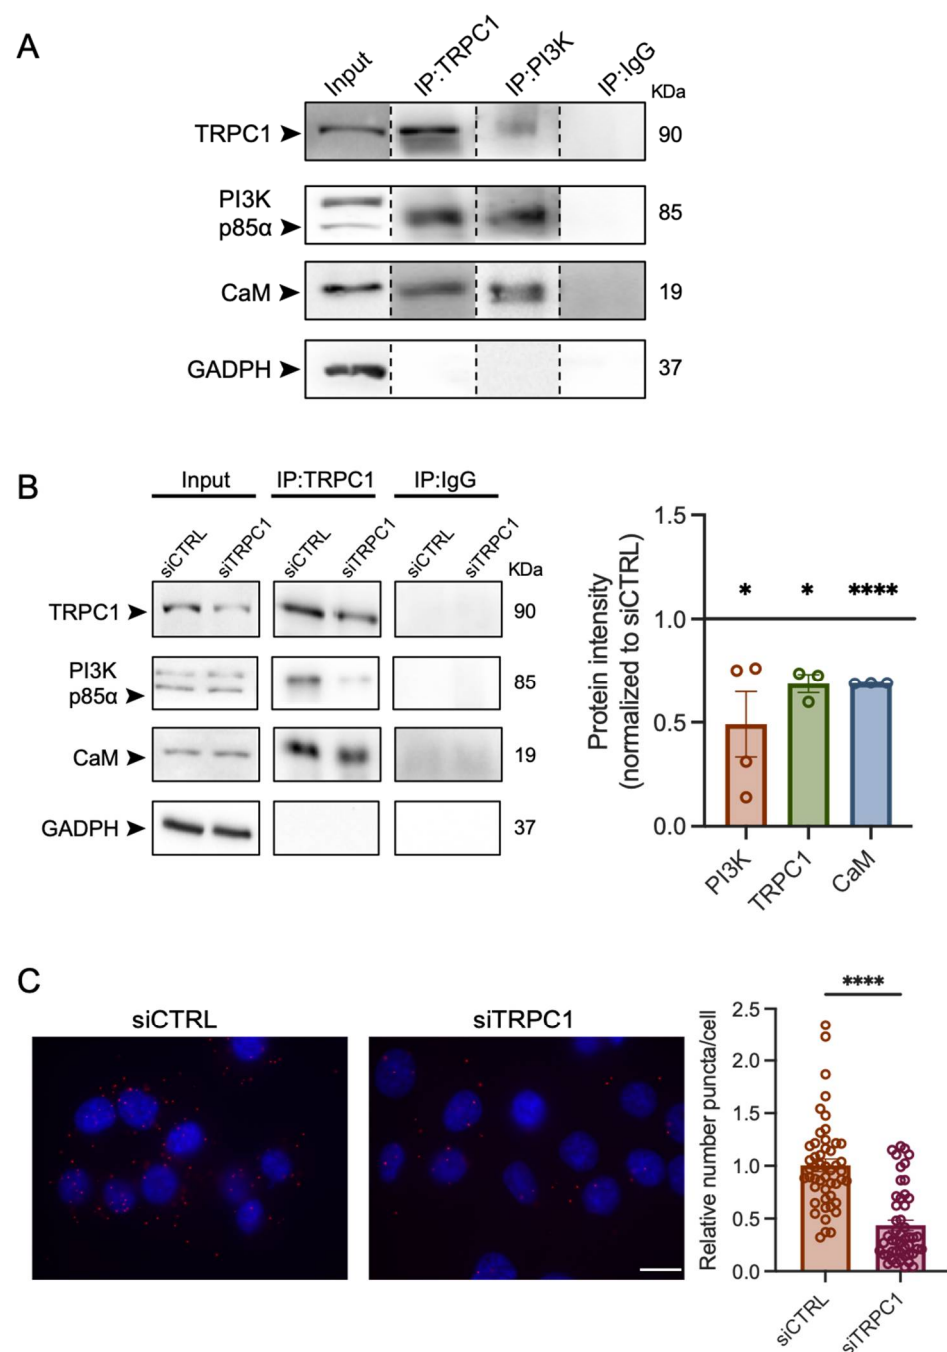 A
Input IP:TRPC1 IP:PI3K IP:IgG
KDa
TRPC1 90
PI3K
p85α 85
CaM 19
GADPH 37
B
Input IP:TRPC1 IP:IgG
siCTRL siTRPC1 siCTRL siTRPC1 siCTRL siTRPC1
KDa
TRPC1 90
PI3K
p85α 85
CaM 19
GADPH 37
Protein intensity
(normalized to siCTRL)
1.5
* * ****
1.0
0.5
0.0
PI3K TRPC1 CaM
C
siCTRL siTRPC1
Relative number puncta/cell
****
2.5
2.0
1.5
1.0
0.5
0.0
siCTRL siTRPC1